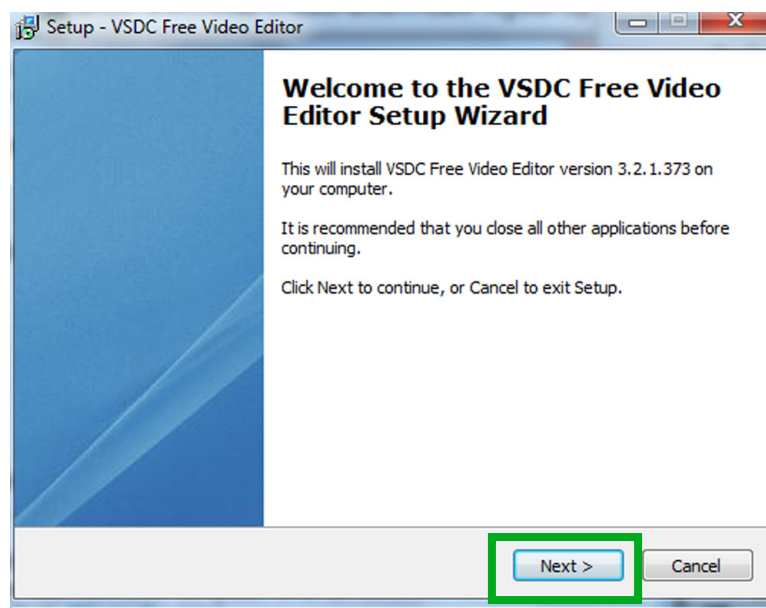 Setup - VSDC Free Video Editor
Welcome to the VSDC Free Video
Editor Setup Wizard
This will install VSDC Free Video Editor version 3.2.1.373 on
your computer.
It is recommended that you close all other applications before
continuing.
Click Next to continue, or Cancel to exit Setup.
Next >
Cancel